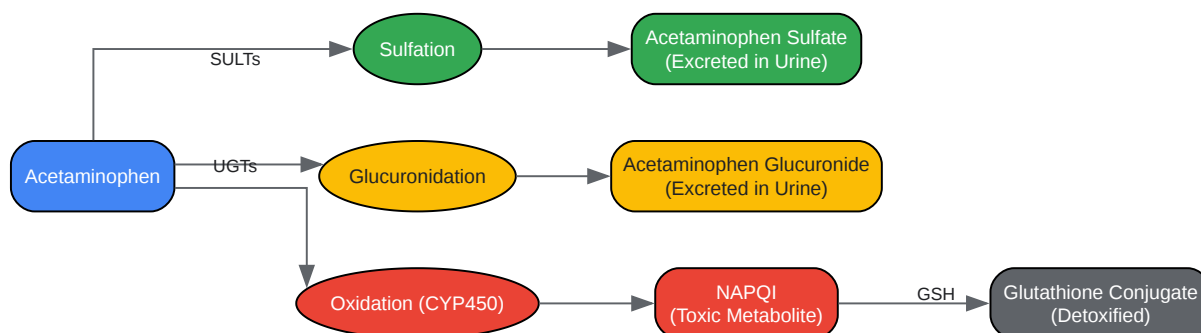 SULTs
Sulfation
Acetaminophen Sulfate
(Excreted in Urine)
Acetaminophen
UGTs
Glucuronidation
Acetaminophen Glucuronide
(Excreted in Urine)
Oxidation (CYP450)
NAPQI
(Toxic Metabolite)
GSH
Glutathione Conjugate
(Detoxified)